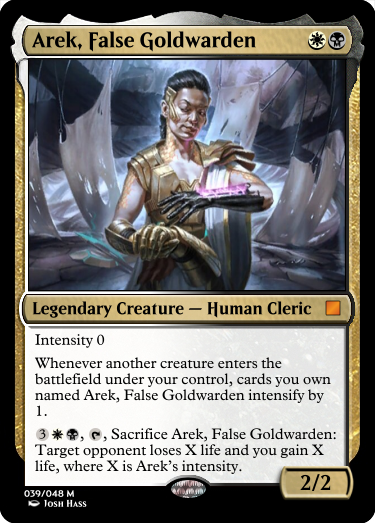 Arek, False Goldwarden
Legendary Creature — Human Cleric
Intensity 0
Whenever another creature enters the
battlefield under your control, cards you own
named Arek, False Goldwarden intensify by
1.
3, , Sacrifice Arek, False Goldwarden:
Target opponent loses X life and you gain X
life, where X is Arek's intensity.
2/2
039/048 M
Josh Hass